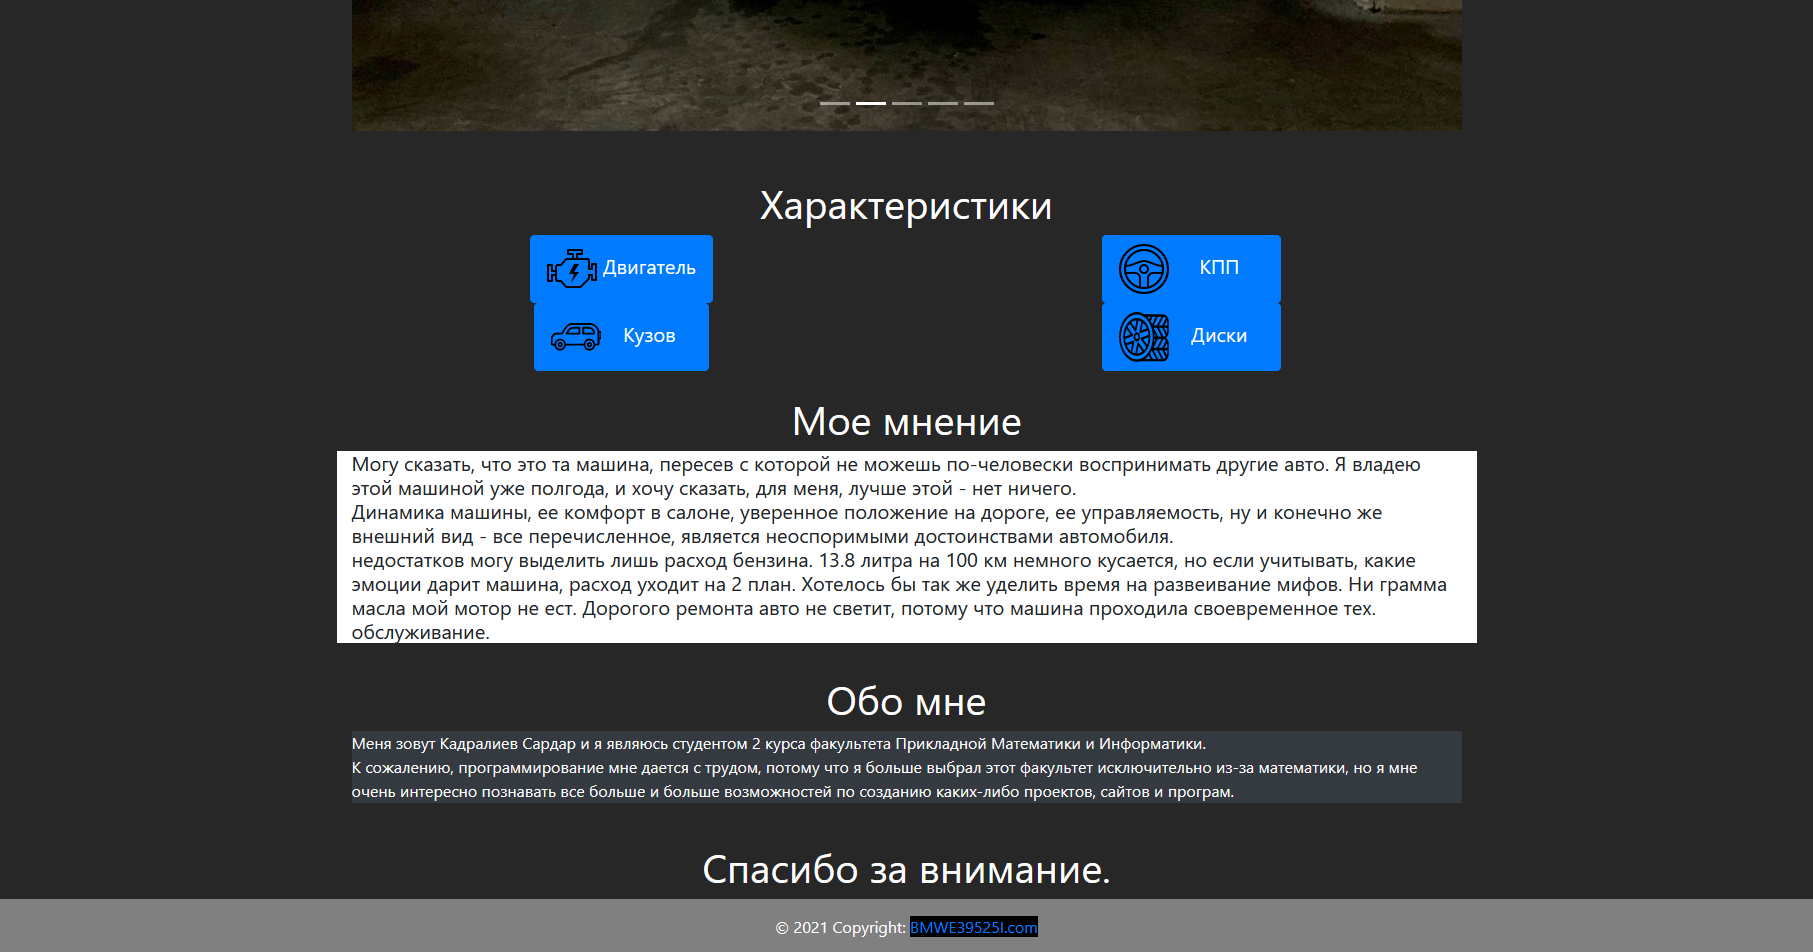 Характеристики
Двигатель
КПП
Кузов
Диски
Мое мнение
Могу сказать, что это та машина, пересев с которой не можешь по-человески воспринимать другие авто. Я владею
этой машиной уже полгода, и хочу сказать, для меня, лучше этой - нет ничего.
Динамика машины, ее комфорт в салоне, уверенное положение на дороге, ее управляемость, ну и конечно же
внешний вид - все перечисленное, является неоспоримыми достоинствами автомобиля.
недостатков могу выделить лишь расход бензина. 13.8 литра на 100 км немного кусается, но если учитывать, какие
эмоции дарит машина, расход уходит на 2 план. Хотелось бы так же уделить время на развеивание мифов. Ни грамма
масла мой мотор не ест. Дорогого ремонта авто не светит, потому что машина проходила своевременное тех.
обслуживание.
Обо мне
Меня зовут Кадралиев Сардар и я являюсь студентом 2 курса факультета Прикладной Математики и Информатики.
К сожалению, программирование мне дается с трудом, потому что я больше выбрал этот факультет исключительно из-за математики, но я мне
очень интересно познавать все больше и больше возможностей по созданию каких-либо проектов, сайтов и програм.
Спасибо за внимание.
© 2021 Copyright: BMWE39525I.com